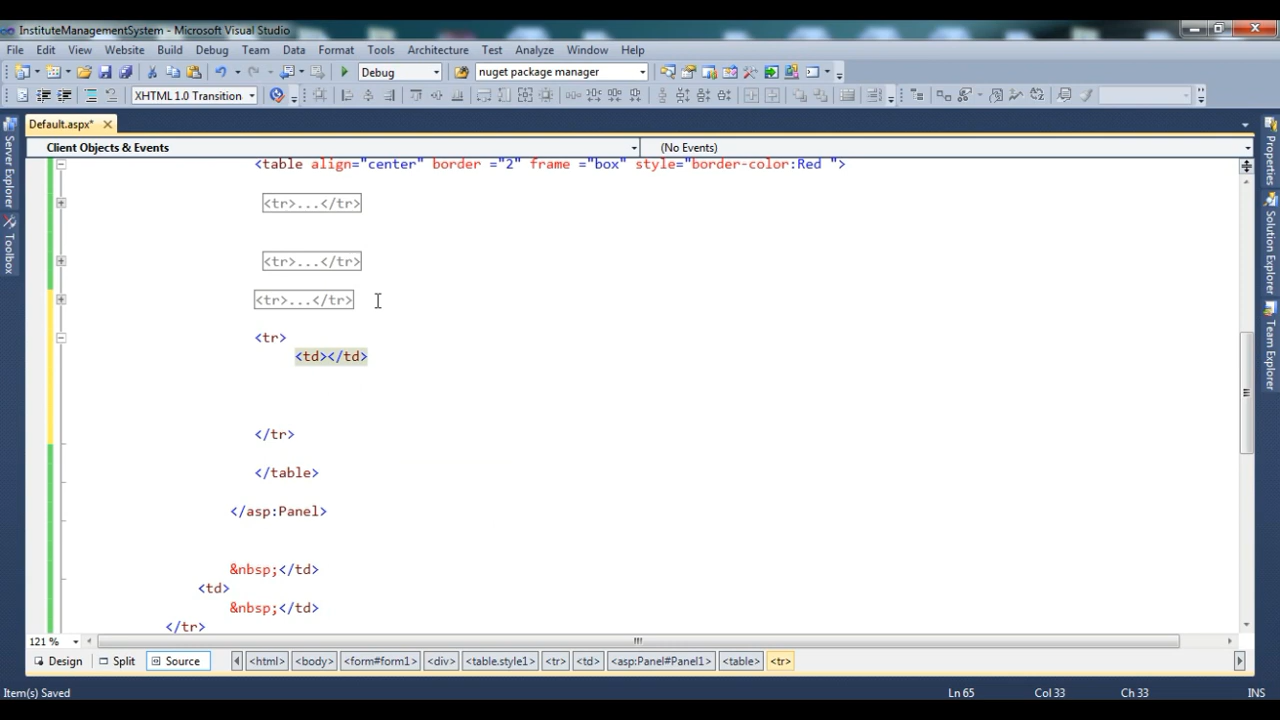 InstituteManagementSystem - Microsoft Visual Studio
File Edit View Website Build Debug Team Data Format Tools Architecture Test Analyze Window Help
Debug nuget package manager
XHTML 1.0 Transition
Default.aspx*
Client Objects & Events (No Events)
<table align="center" border ="2" frame ="box" style="border-color:Red ">
<tr>...</tr>
<tr>...</tr>
<tr>...</tr>
<tr>
<td></td>
</tr>
</table>
</asp:Panel>
&nbsp;</td>
<td>
&nbsp;</td>
</tr>
121 %
Design Split Source <html> <body> <form#form1> <div> <table.style1> <tr> <td> <asp:Panel#Panel1> <table> <tr>
Item(s) Saved Ln 65 Col 33 Ch 33 INS
Server Explorer
Toolbox
Properties
Solution Explorer
Team Explorer